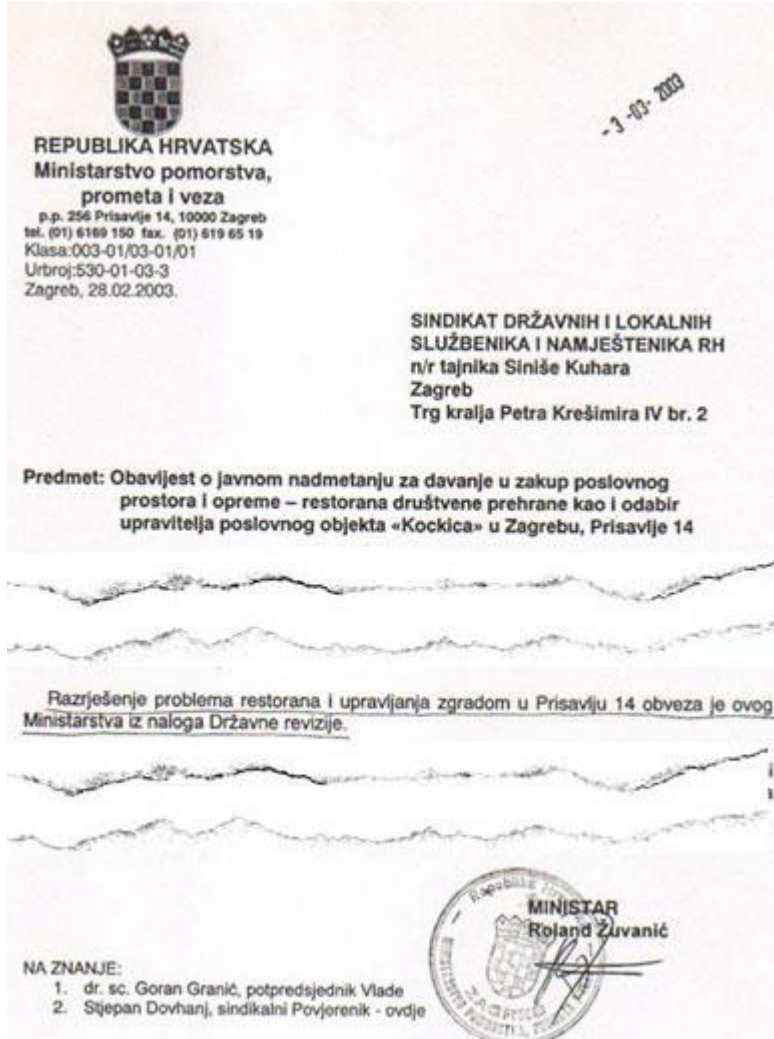 - 3 -03- 2003
REPUBLIKA HRVATSKA
Ministarstvo pomorstva,
prometa i veza
p.p. 256 Prisavlje 14, 10000 Zagreb
tel. (01) 6169 150 fax. (01) 619 65 19
Klasa:003-01/03-01/01
Urbroj:530-01-03-3
Zagreb, 28.02.2003.
SINDIKAT DRŽAVNIH I LOKALNIH
SLUŽBENIKA I NAMJEŠTENIKA RH
n/r tajnika Siniše Kuhara
Zagreb
Trg kralja Petra Krešimira IV br. 2
Predmet: Obavijest o javnom nadmetanju za davanje u zakup poslovnog
prostora i opreme – restorana društvene prehrane kao i odabir
upravitelja poslovnog objekta «Kockica» u Zagrebu, Prisavlje 14
Razrješenje problema restorana i upravljanja zgradom u Prisavlju 14 obveza je ovog
Ministarstva iz naloga Državne revizije.
MINISTAR
Roland Žuvanić
Republika
ZAGREB
NA ZNANJE:
1. dr. sc. Goran Granić, potpredsjednik Vlade
2. Stjepan Dovhanj, sindikalni Povjerenik - ovdje